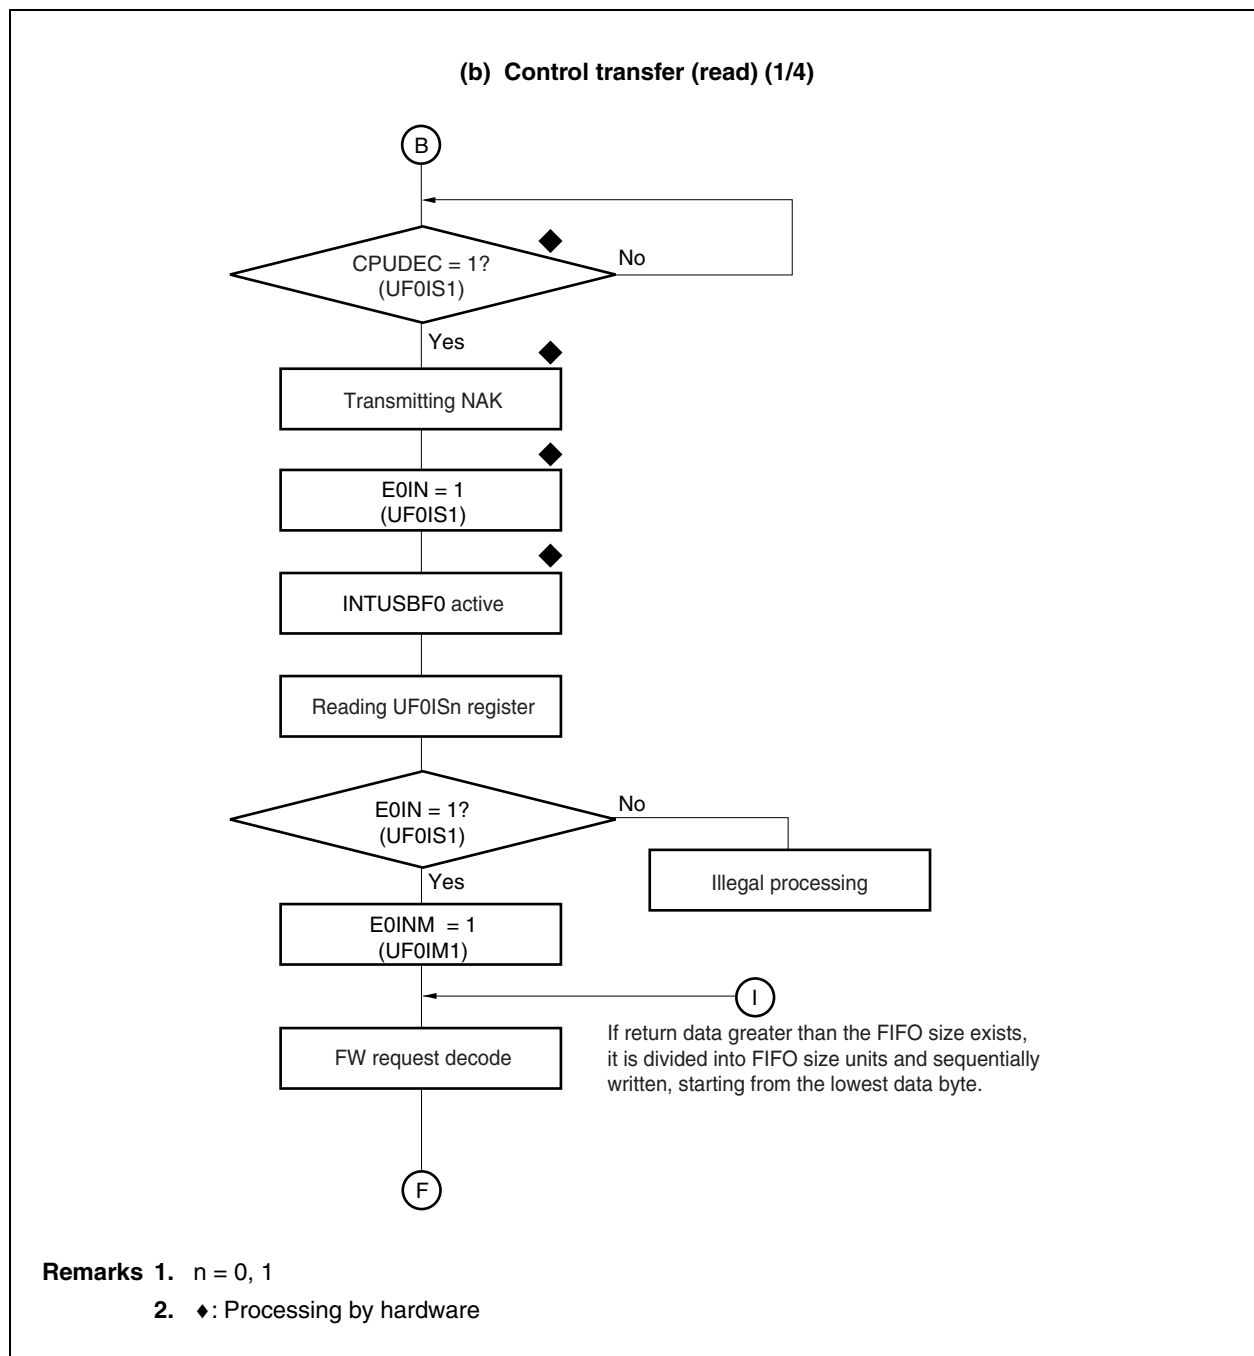 (b) Control transfer (read) (1/4)
B
CPUDEC = 1?
(UF0IS1)
No
Yes
Transmitting NAK
E0IN = 1
(UF0IS1)
INTUSBF0 active
Reading UF0ISn register
E0IN = 1?
(UF0IS1)
No
Illegal processing
Yes
E0INM = 1
(UF0IM1)
I
If return data greater than the FIFO size exists,
it is divided into FIFO size units and sequentially
written, starting from the lowest data byte.
FW request decode
F
Remarks 1. n = 0, 1
2. ♦: Processing by hardware